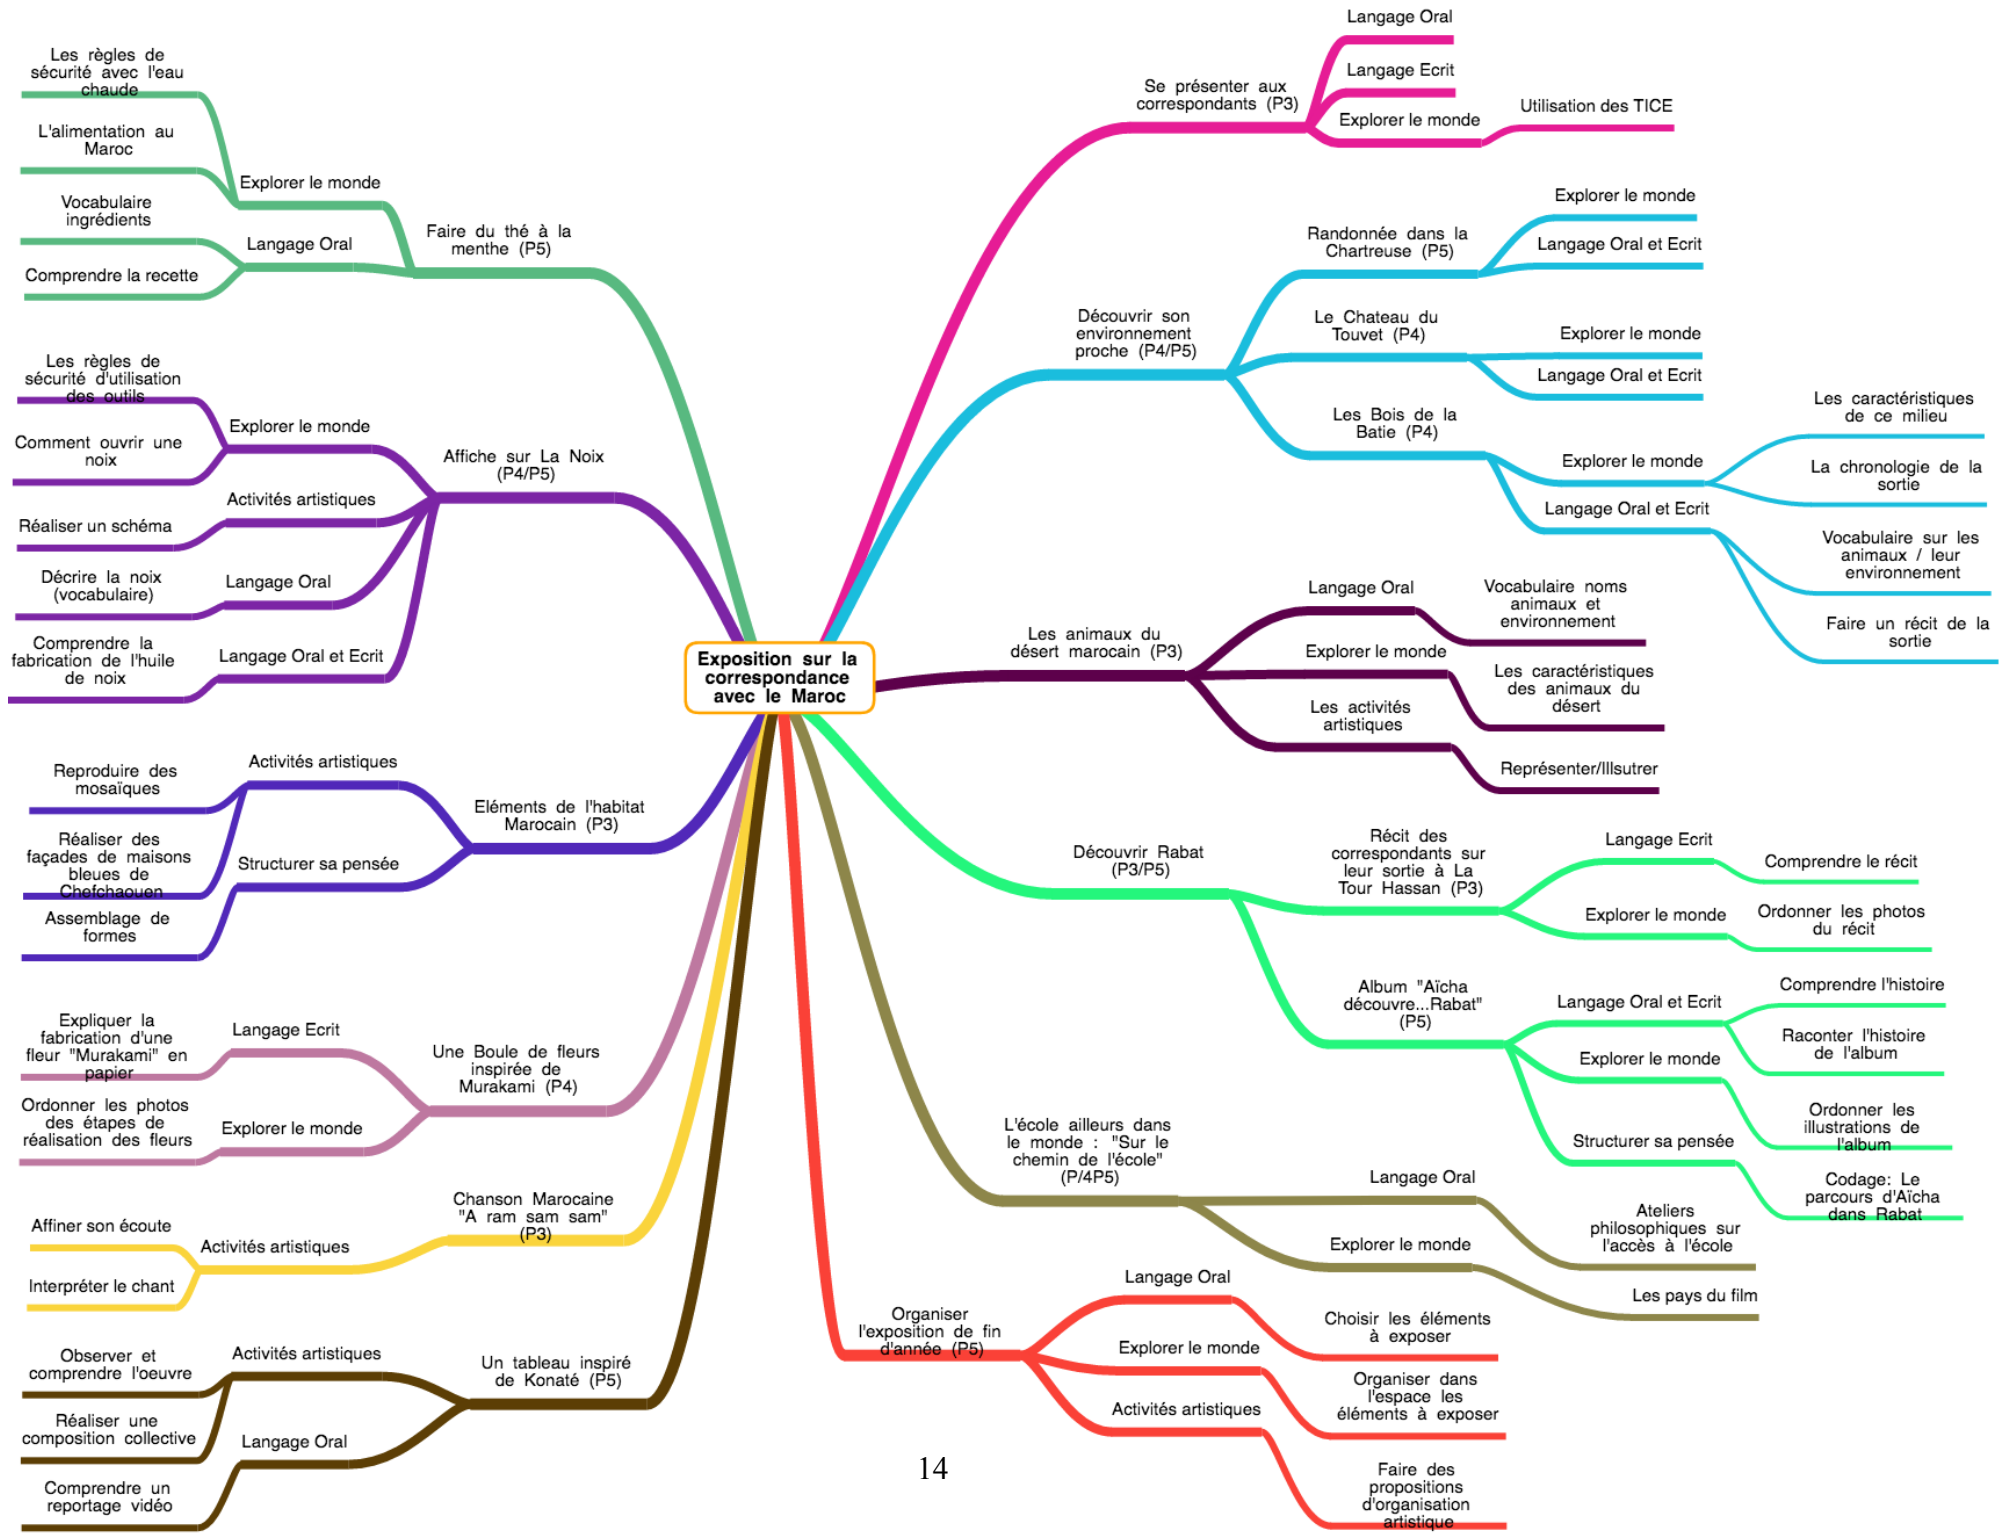 Exposition sur la
correspondance
avec le Maroc
Se présenter aux
correspondants (P3)
Langage Oral
Langage Ecrit
Explorer le monde
Utilisation des TICE
Découvrir son
environnement
proche (P4/P5)
Randonnée dans la
Chartreuse (P5)
Explorer le monde
Langage Oral et Ecrit
Le Chateau du
Touvet (P4)
Explorer le monde
Langage Oral et Ecrit
Les Bois de la
Batie (P4)
Explorer le monde
Les caractéristiques
de ce milieu
La chronologie de la
sortie
Langage Oral et Ecrit
Vocabulaire sur les
animaux / leur
environnement
Faire un récit de la
sortie
Les animaux du
désert marocain (P3)
Langage Oral
Vocabulaire noms
animaux et
environnement
Explorer le monde
Les caractéristiques
des animaux du
désert
Les activités
artistiques
Représenter/Illsutrer
Découvrir Rabat
(P3/P5)
Récit des
correspondants sur
leur sortie à La
Tour Hassan (P3)
Langage Ecrit
Comprendre le récit
Explorer le monde
Ordonner les photos
du récit
Album "Aïcha
découvre...Rabat"
(P5)
Langage Oral et Ecrit
Comprendre l'histoire
Raconter l'histoire
de l'album
Explorer le monde
Ordonner les
illustrations de
l'album
Structurer sa pensée
Codage: Le
parcours d'Aïcha
dans Rabat
L'école ailleurs dans
le monde : "Sur le
chemin de l'école"
(P/4P5)
Langage Oral
Ateliers
philosophiques sur
l'accès à l'école
Explorer le monde
Les pays du film
Organiser
l'exposition de fin
d'année (P5)
Langage Oral
Choisir les éléments
à exposer
Explorer le monde
Organiser dans
l'espace les
éléments à exposer
Activités artistiques
Faire des
propositions
d'organisation
artistique
Faire du thé à la
menthe (P5)
Explorer le monde
Les règles de
sécurité avec l'eau
chaude
L'alimentation au
Maroc
Langage Oral
Vocabulaire
ingrédients
Comprendre la recette
Affiche sur La Noix
(P4/P5)
Explorer le monde
Les règles de
sécurité d'utilisation
des outils
Comment ouvrir une
noix
Activités artistiques
Réaliser un schéma
Langage Oral
Décrire la noix
(vocabulaire)
Langage Oral et Ecrit
Comprendre la
fabrication de l'huile
de noix
Eléments de l'habitat
Marocain (P3)
Activités artistiques
Reproduire des
mosaïques
Réaliser des
façades de maisons
bleues de
Chefchaouen
Structurer sa pensée
Assemblage de
formes
Une Boule de fleurs
inspirée de
Murakami (P4)
Langage Ecrit
Expliquer la
fabrication d'une
fleur "Murakami" en
papier
Explorer le monde
Ordonner les photos
des étapes de
réalisation des fleurs
Chanson Marocaine
"A ram sam sam"
(P3)
Activités artistiques
Affiner son écoute
Interpréter le chant
Un tableau inspiré
de Konaté (P5)
Activités artistiques
Observer et
comprendre l'oeuvre
Réaliser une
composition collective
Langage Oral
Comprendre un
reportage vidéo
14